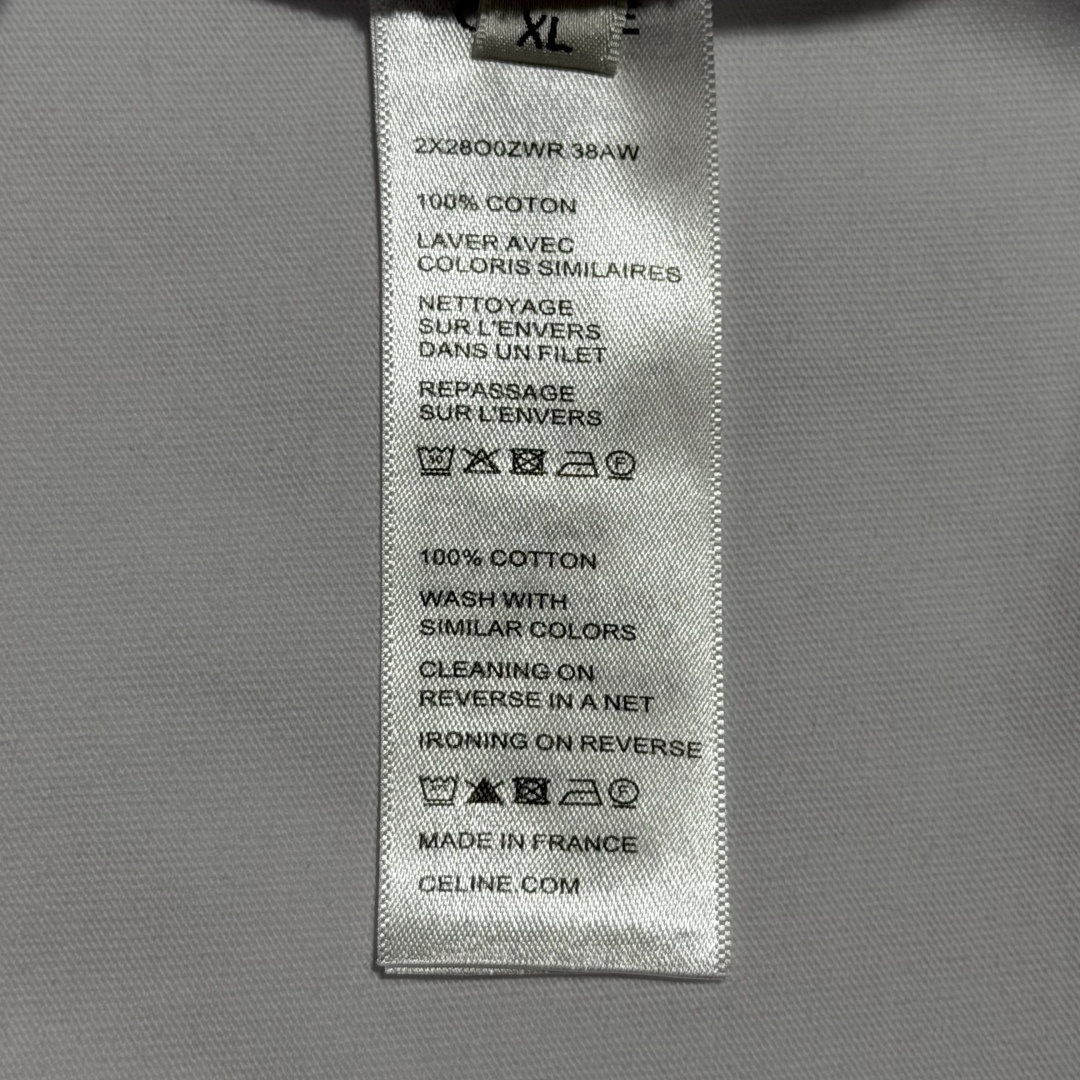 XL
2X28O0ZWR 38AW
100% COTON
LAVER AVEC
COLORIS SIMILAIRES
NETTOYAGE
SUR L'ENVERS
DANS UN FILET
REPASSAGE
SUR L'ENVERS
30
F
100% COTTON
WASH WITH
SIMILAR COLORS
CLEANING ON
REVERSE IN A NET
IRONING ON REVERSE
F
MADE IN FRANCE
CELINE.COM